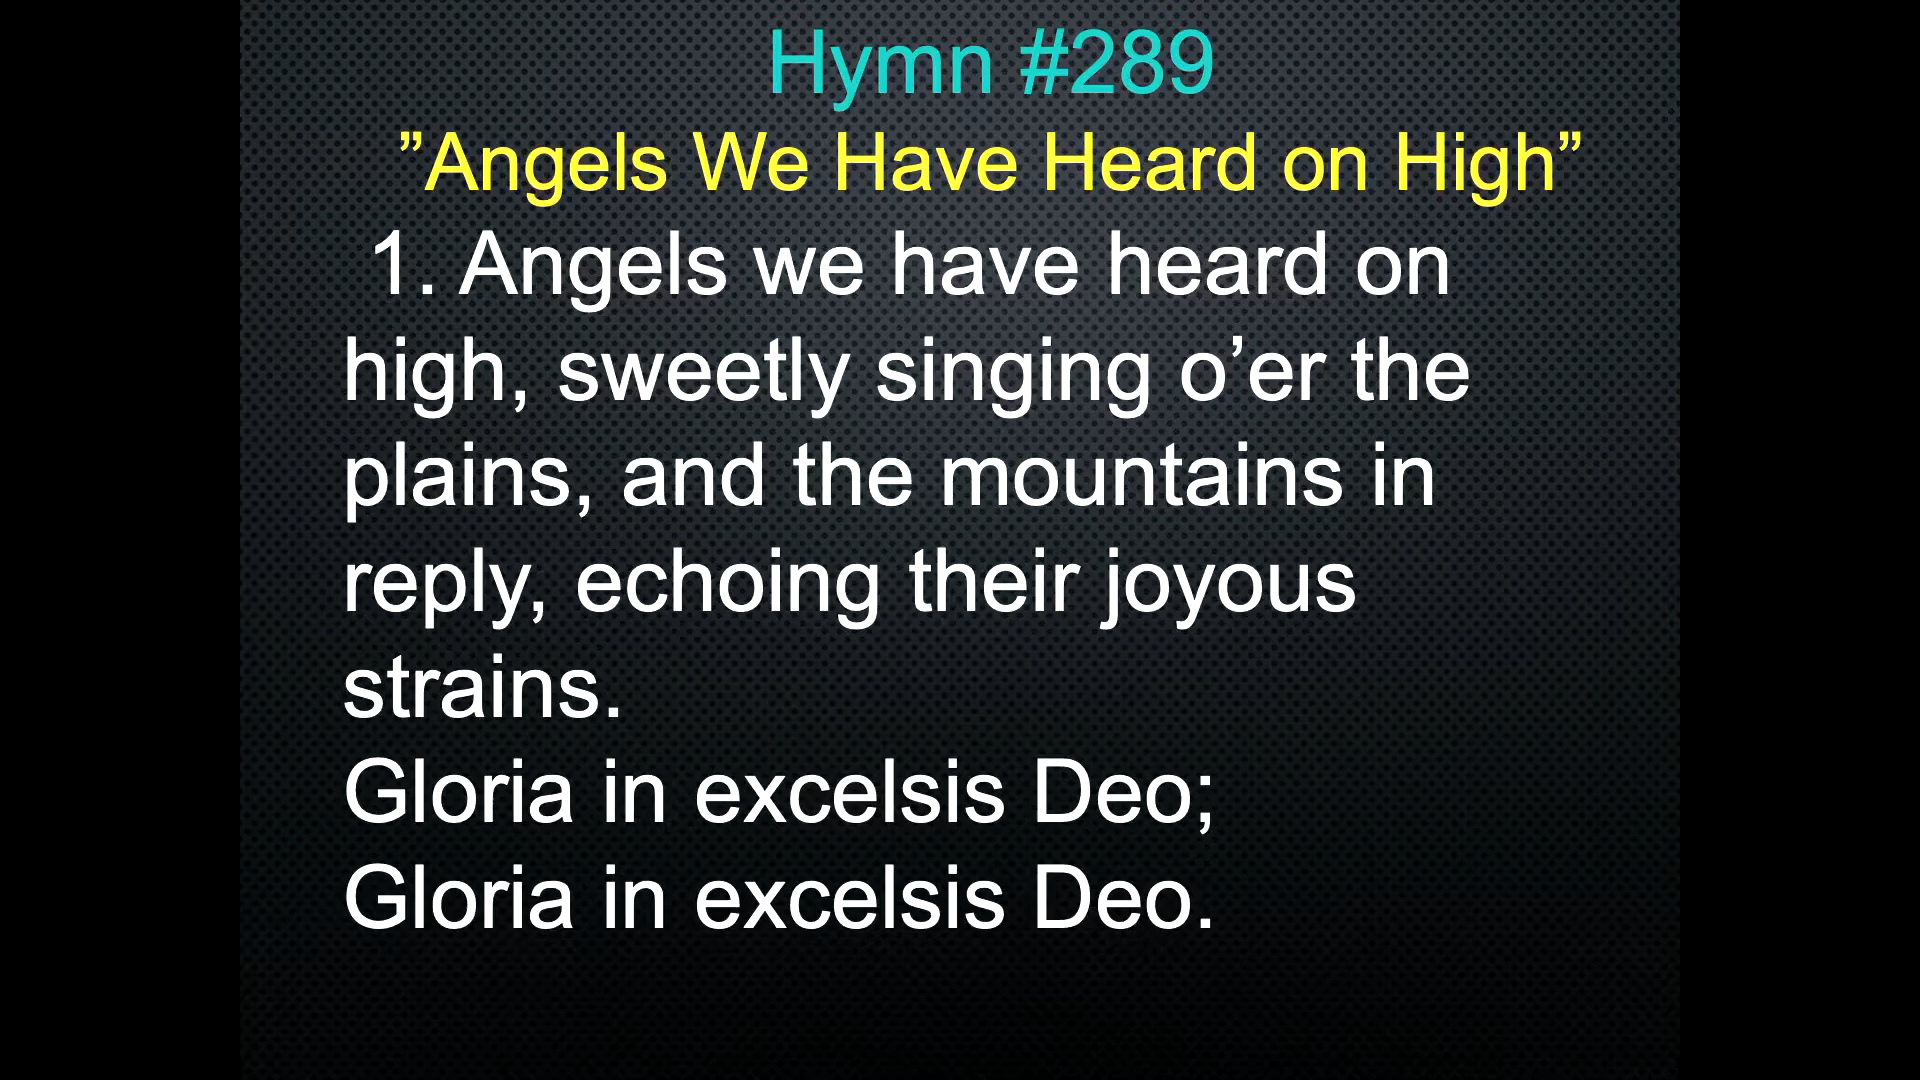 Hymn #289
”Angels We Have Heard on High”
1. Angels we have heard on
high, sweetly singing o’er the
plains, and the mountains in
reply, echoing their joyous
strains.
Gloria in excelsis Deo;
Gloria in excelsis Deo.